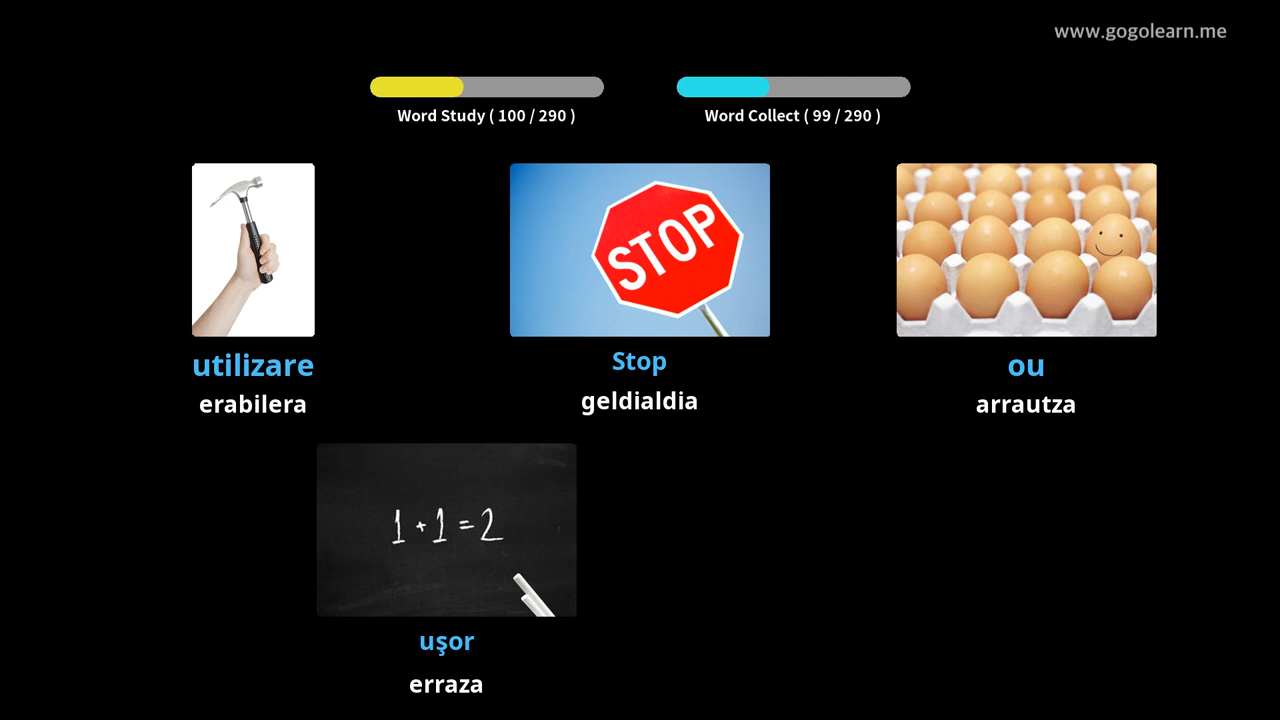 www.gogolearn.me
Word Study ( 100 / 290 )
Word Collect ( 99 / 290 )
STOP
utilizare
Stop
ou
erabilera
geldialdia
arrautza
1 + 1 = 2
uşor
erraza